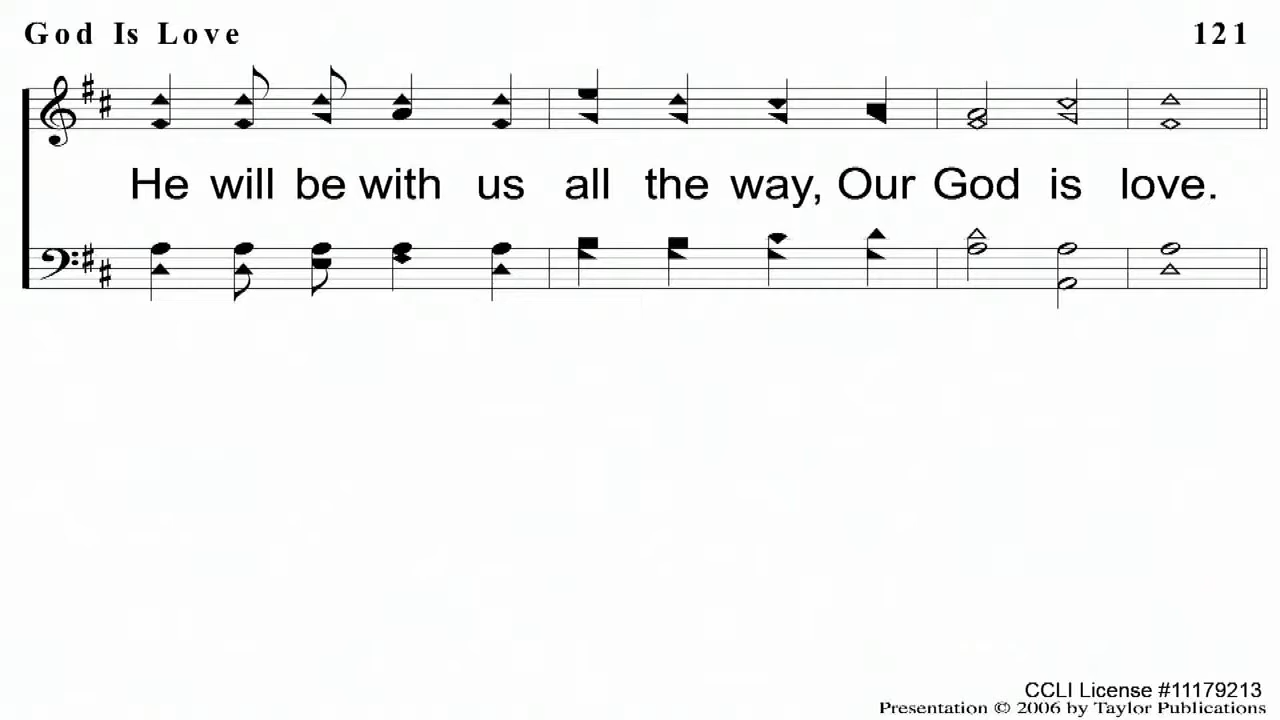 God Is Love 121
He will be with us all the way, Our God is love.
CCLI License #11179213
Presentation © 2006 by Taylor Publications